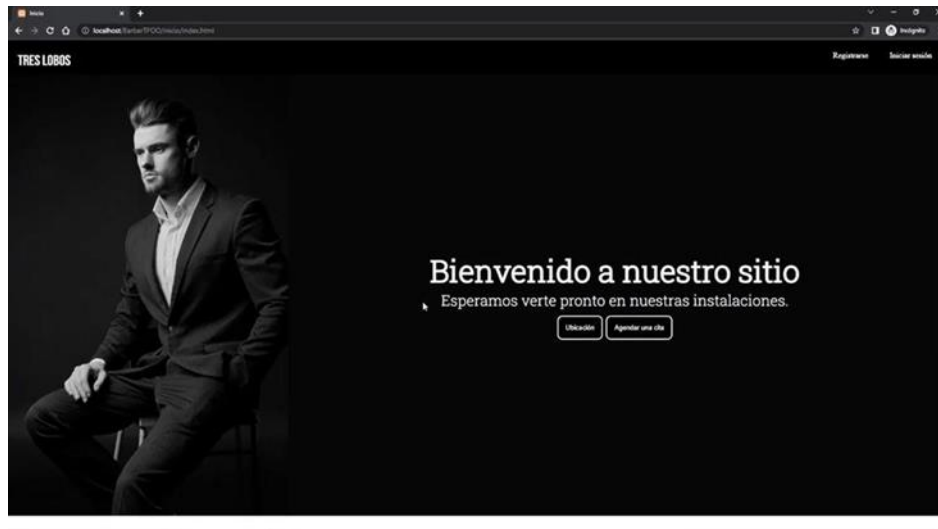 Inicio
localhost/BarberTPOO/Inicio/index.html
Incógnito
TRES LOBOS
Registrarse Iniciar sesión
Bienvenido a nuestro sitio
Esperamos verte pronto en nuestras instalaciones.
Ubicación Agendar una cita